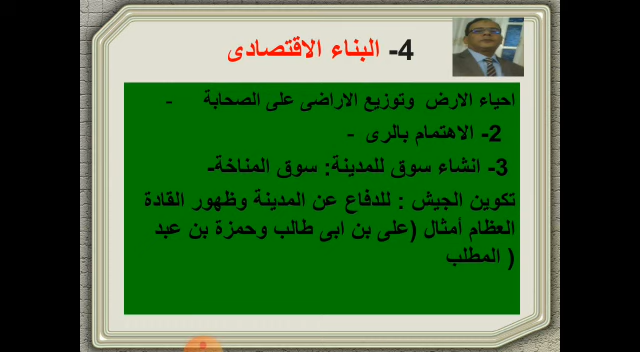 4- البناء الاقتصادى
احياء الارض وتوزيع الاراضى على الصحابة -
2- الاهتمام بالرى -
3- انشاء سوق للمدينة: سوق المناخة-
تكوين الجيش : للدفاع عن المدينة وظهور القادة
العظام أمثال (على بن ابى طالب وحمزة بن عبد
المطلب )